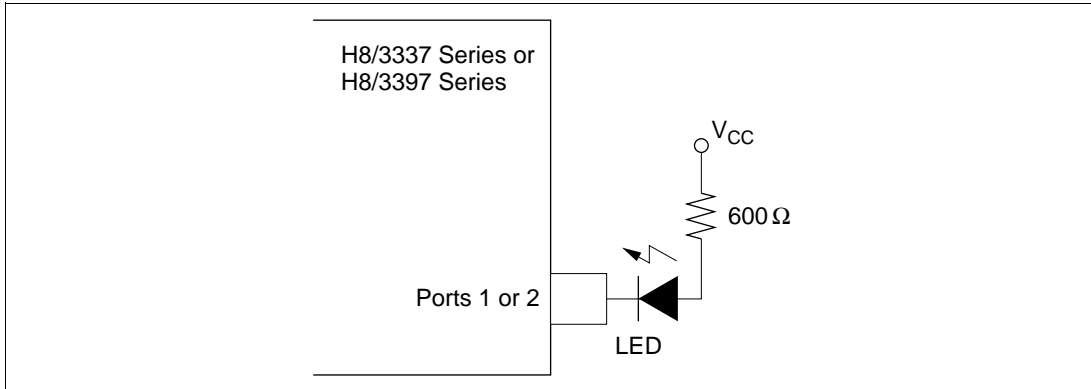 H8/3337 Series or
H8/3397 Series
VCC
600 Ω
Ports 1 or 2
LED